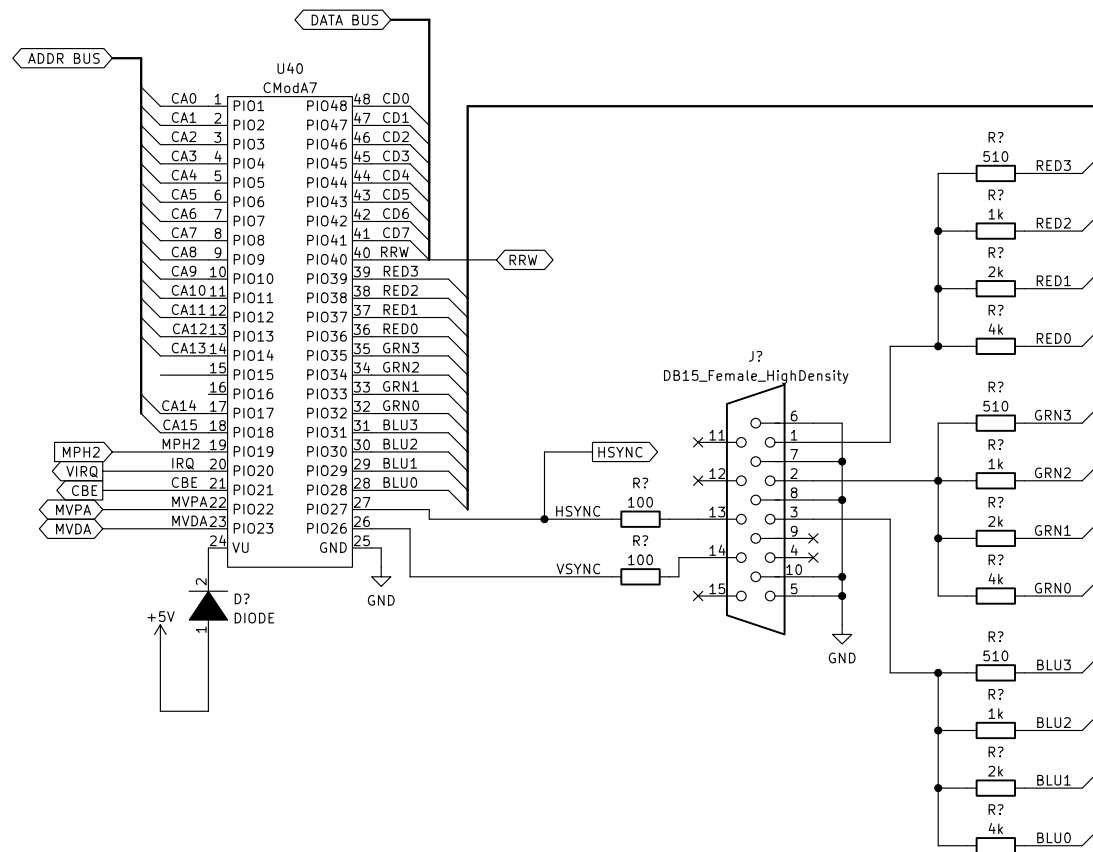 DATA BUS
ADDR BUS
U40
CModA7
CA0 1 PIO1 PIO48 48 CD0
CA1 2 PIO2 PIO47 47 CD1
CA2 3 PIO3 PIO46 46 CD2
CA3 4 PIO4 PIO45 45 CD3
CA4 5 PIO5 PIO44 44 CD4
CA5 6 PIO6 PIO43 43 CD5
CA6 7 PIO7 PIO42 42 CD6
CA7 8 PIO8 PIO41 41 CD7
CA8 9 PIO9 PIO40 40 RRW RRW
CA9 10 PIO10 PIO39 39 RED3
CA10 11 PIO11 PIO38 38 RED2
CA11 12 PIO12 PIO37 37 RED1
CA12 13 PIO13 PIO36 36 RED0
CA13 14 PIO14 PIO35 35 GRN3
15 PIO15 PIO34 34 GRN2
16 PIO16 PIO33 33 GRN1
CA14 17 PIO17 PIO32 32 GRN0
CA15 18 PIO18 PIO31 31 BLU3
MPH2 MPH2 19 PIO19 PIO30 30 BLU2
VIRQ IRQ 20 PIO20 PIO29 29 BLU1
CBE CBE 21 PIO21 PIO28 28 BLU0
MVPA MVPA 22 PIO22 PIO27 27
MVDA MVDA 23 PIO23 PIO26 26
24 VU GND 25
GND
2
D?
DIODE
1
+5V
HSYNC
HSYNC
R?
100
VSYNC
R?
100
J?
DB15_Female_HighDensity
6
11
1
7
12
2
8
13
3
9
14
4
10
15
5
GND
R?
510 RED3
R?
1k RED2
R?
2k RED1
R?
4k RED0
R?
510 GRN3
R?
1k GRN2
R?
2k GRN1
R?
4k GRN0
R?
510 BLU3
R?
1k BLU2
R?
2k BLU1
R?
4k BLU0